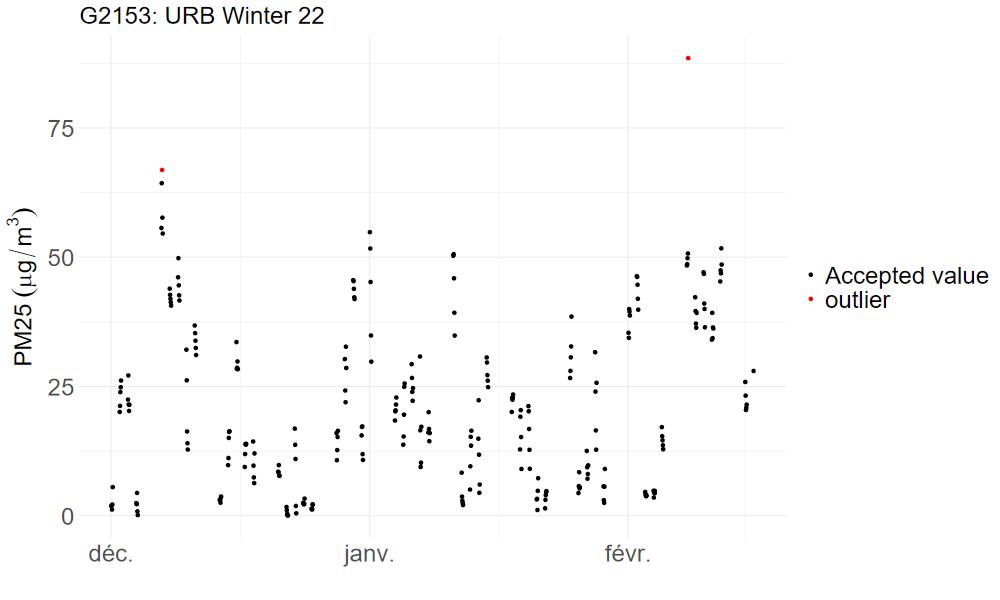 G2153: URB Winter 22
PM25 (μg/m³)
75
50
25
0
déc.
janv.
févr.
Accepted value
outlier